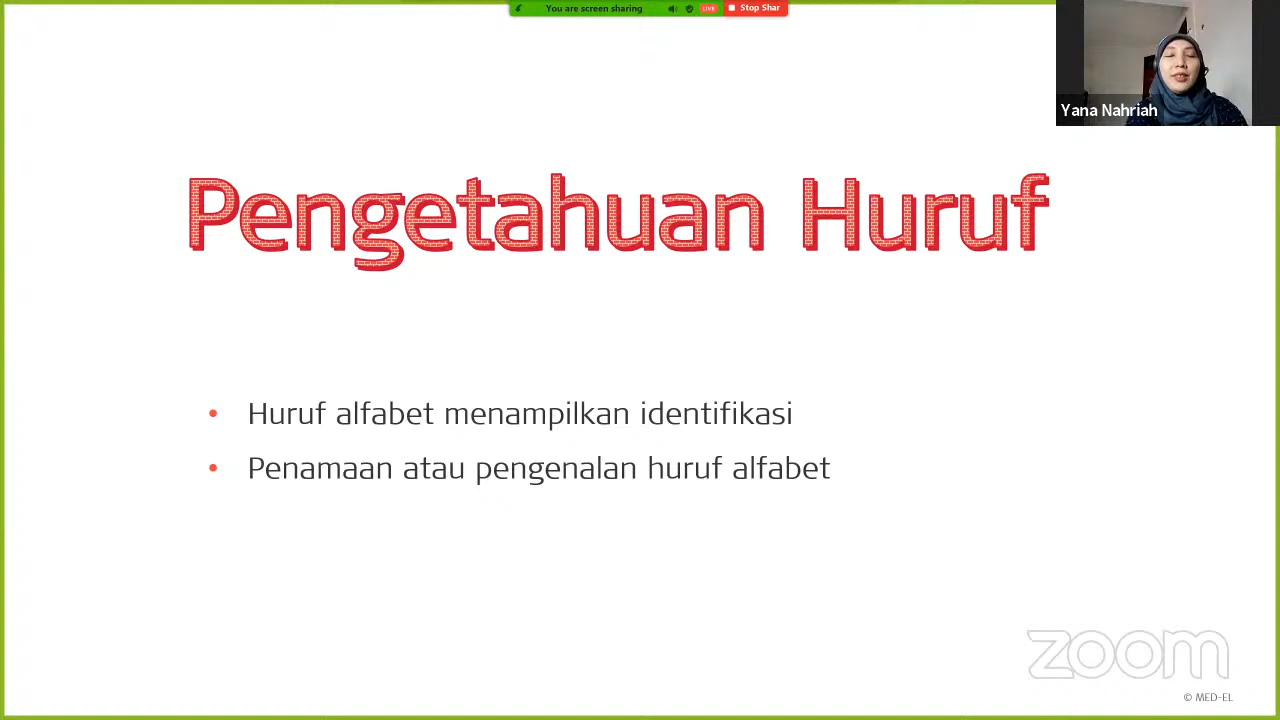 You are screen sharing
LIVE
Stop Shar
Yana Nahriah
Pengetahuan Huruf
• Huruf alfabet menampilkan identifikasi
• Penamaan atau pengenalan huruf alfabet
zoom
© MED-EL